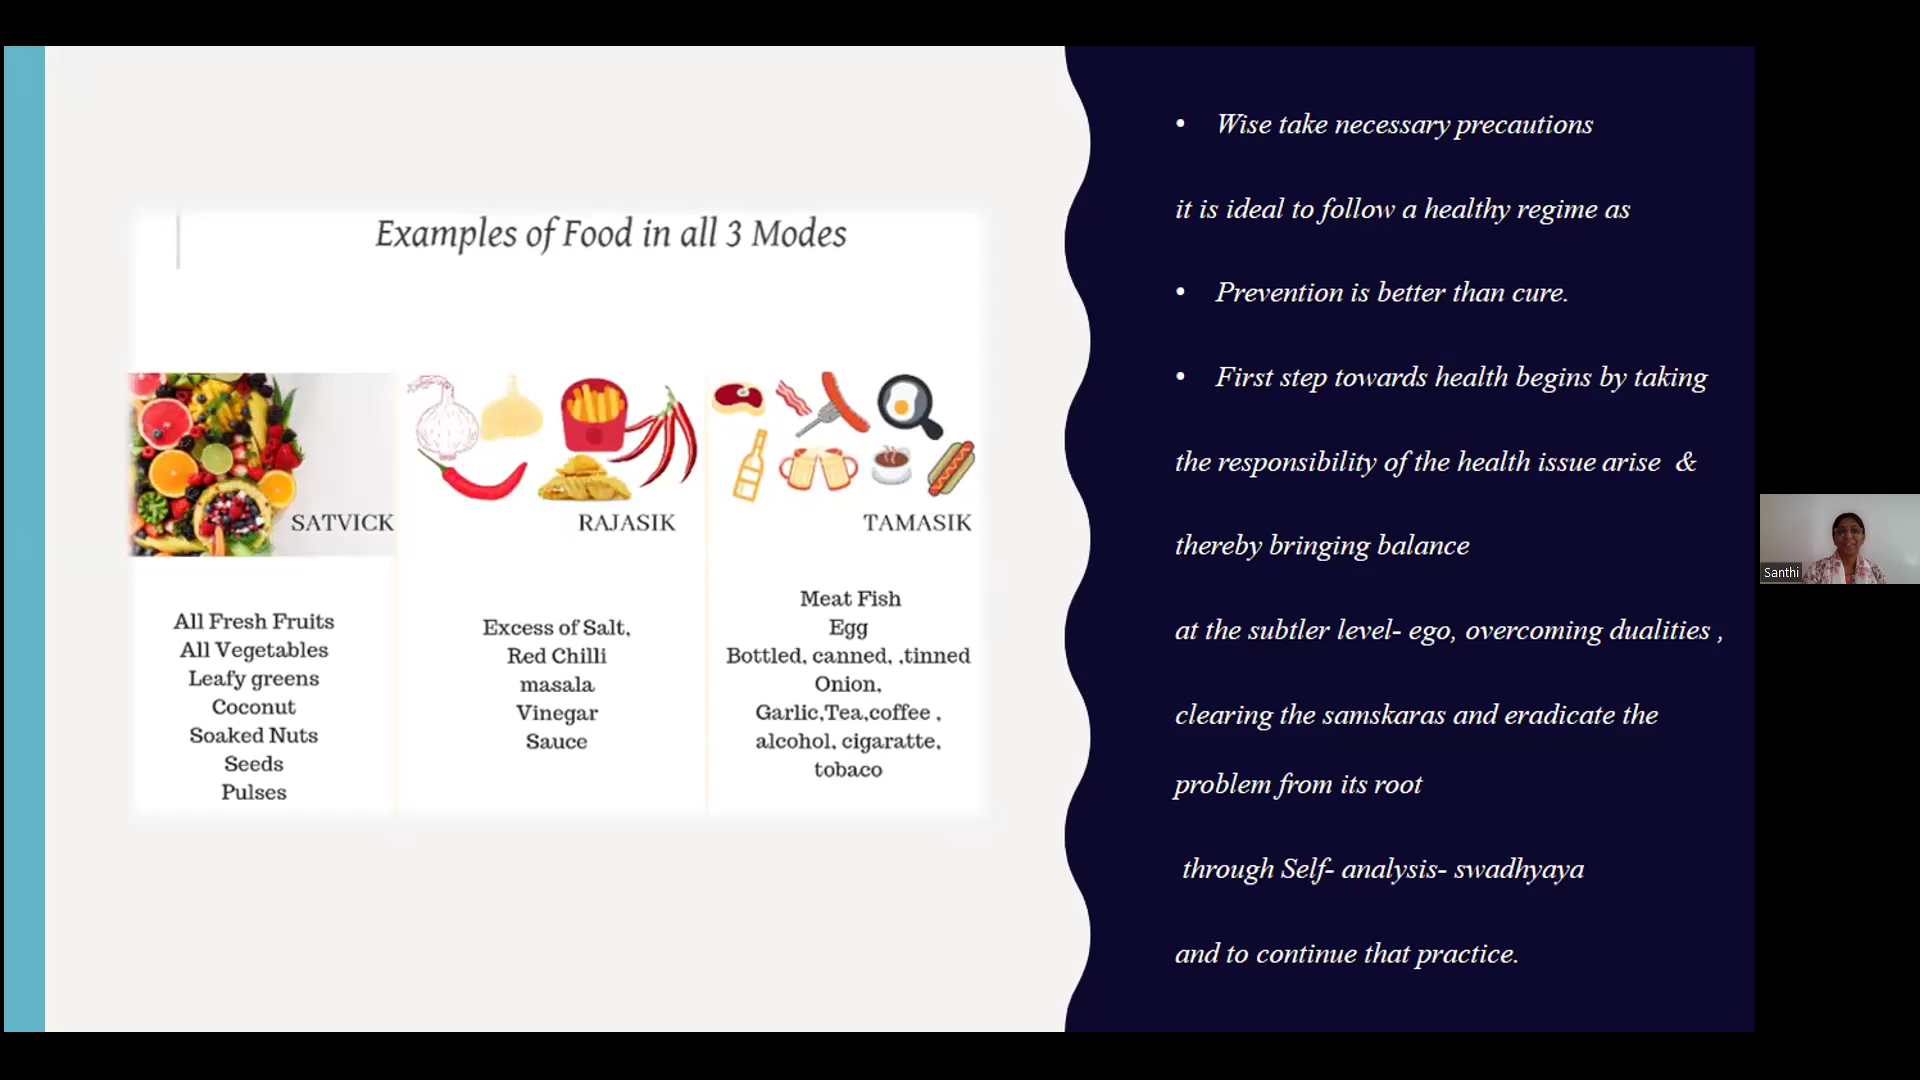 Examples of Food in all 3 Modes
SATVICK
All Fresh Fruits
All Vegetables
Leafy greens
Coconut
Soaked Nuts
Seeds
Pulses
RAJASIK
Excess of Salt,
Red Chilli
masala
Vinegar
Sauce
TAMASIK
Meat Fish
Egg
Bottled, canned, .tinned
Onion,
Garlic,Tea,coffee ,
alcohol, cigaratte,
tobaco
• Wise take necessary precautions
it is ideal to follow a healthy regime as
• Prevention is better than cure.
• First step towards health begins by taking
the responsibility of the health issue arise &
thereby bringing balance
at the subtler level- ego, overcoming dualities ,
clearing the samskaras and eradicate the
problem from its root
through Self- analysis- swadhyaya
and to continue that practice.
Santhi